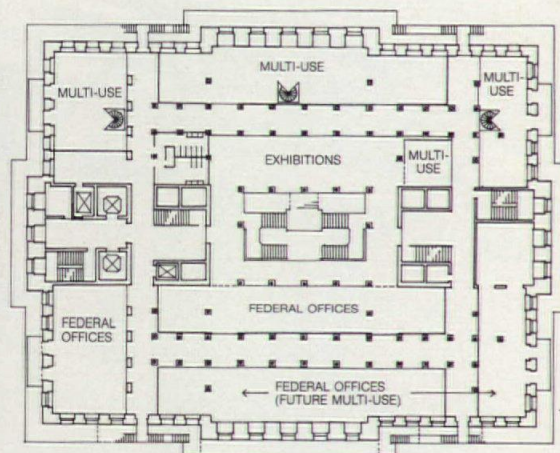 MULTI-USE
MULTI-USE
MULTI-
USE
EXHIBITIONS
MULTI-
USE
FEDERAL OFFICES
FEDERAL
OFFICES
FEDERAL OFFICES
(FUTURE MULTI-USE)